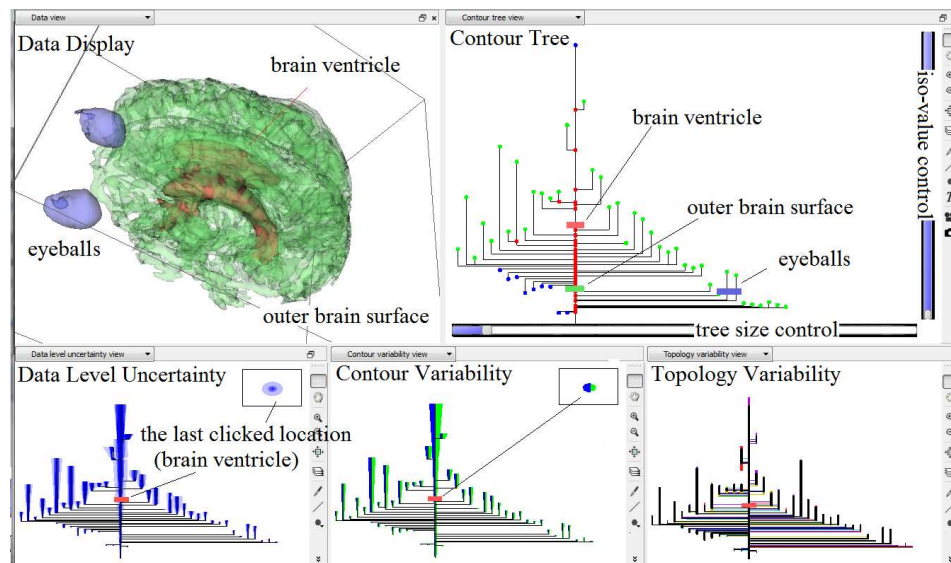 Data view
Data Display
brain ventricle
eyeballs
outer brain surface
Contour tree view
Contour Tree
brain ventricle
outer brain surface
eyeballs
iso-value control
tree size control
Data level uncertainty view
Data Level Uncertainty
the last clicked location
(brain ventricle)
Contour variability view
Contour Variability
Topology variability view
Topology Variability